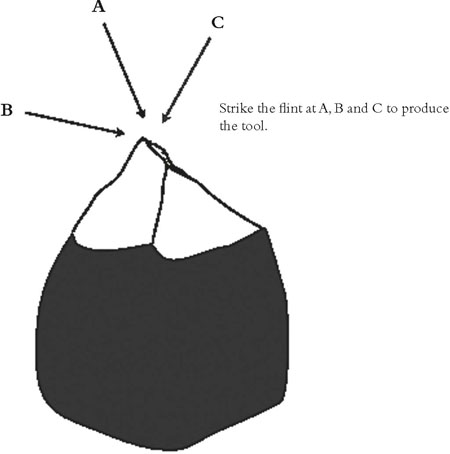 A
C
B
Strike the flint at A, B and C to produce
the tool.